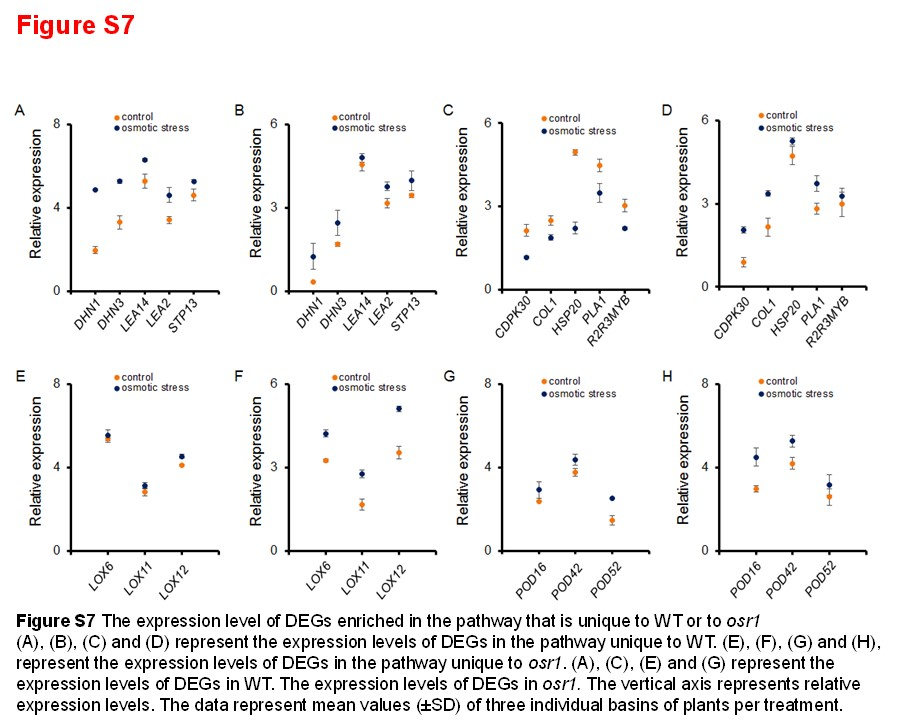 Figure S7
A
control
osmotic stress
8
4
0
Relative expression
DHN1
DHN3
LEA14
LEA2
STP13
B
control
osmotic stress
6
3
0
Relative expression
DHN1
DHN3
LEA14
LEA2
STP13
C
control
osmotic stress
6
3
0
Relative expression
CDPK30
COL1
HSP20
PLA1
R2R3MYB
D
control
osmotic stress
6
3
0
Relative expression
CDPK30
COL1
HSP20
PLA1
R2R3MYB
E
control
osmotic stress
8
4
0
Relative expression
LOX6
LOX11
LOX12
F
control
osmotic stress
6
3
0
Relative expression
LOX6
LOX11
LOX12
G
control
osmotic stress
8
4
0
Relative expression
POD16
POD42
POD52
H
control
osmotic stress
8
4
0
Relative expression
POD16
POD42
POD52
Figure S7 The expression level of DEGs enriched in the pathway that is unique to WT or to osr1
(A), (B), (C) and (D) represent the expression levels of DEGs in the pathway unique to WT. (E), (F), (G) and (H),
represent the expression levels of DEGs in the pathway unique to osr1. (A), (C), (E) and (G) represent the
expression levels of DEGs in WT. The expression levels of DEGs in osr1. The vertical axis represents relative
expression levels. The data represent mean values (±SD) of three individual basins of plants per treatment.